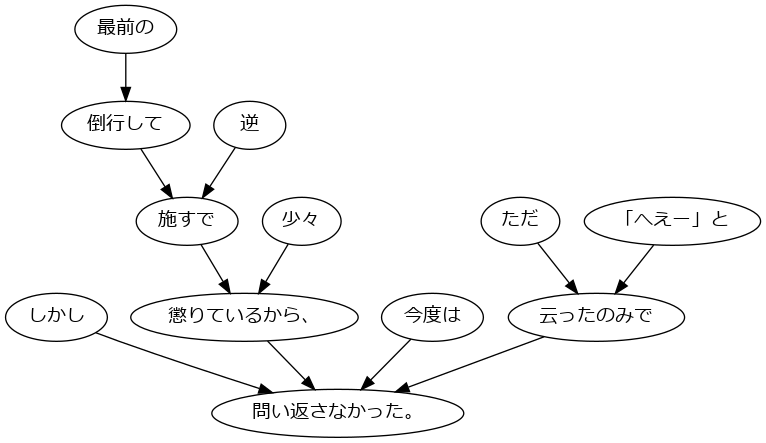 最前の
倒行して
逆
施すで
少々
ただ
「へえー」と
しかし
懲りているから、
今度は
云ったのみで
問い返さなかった。